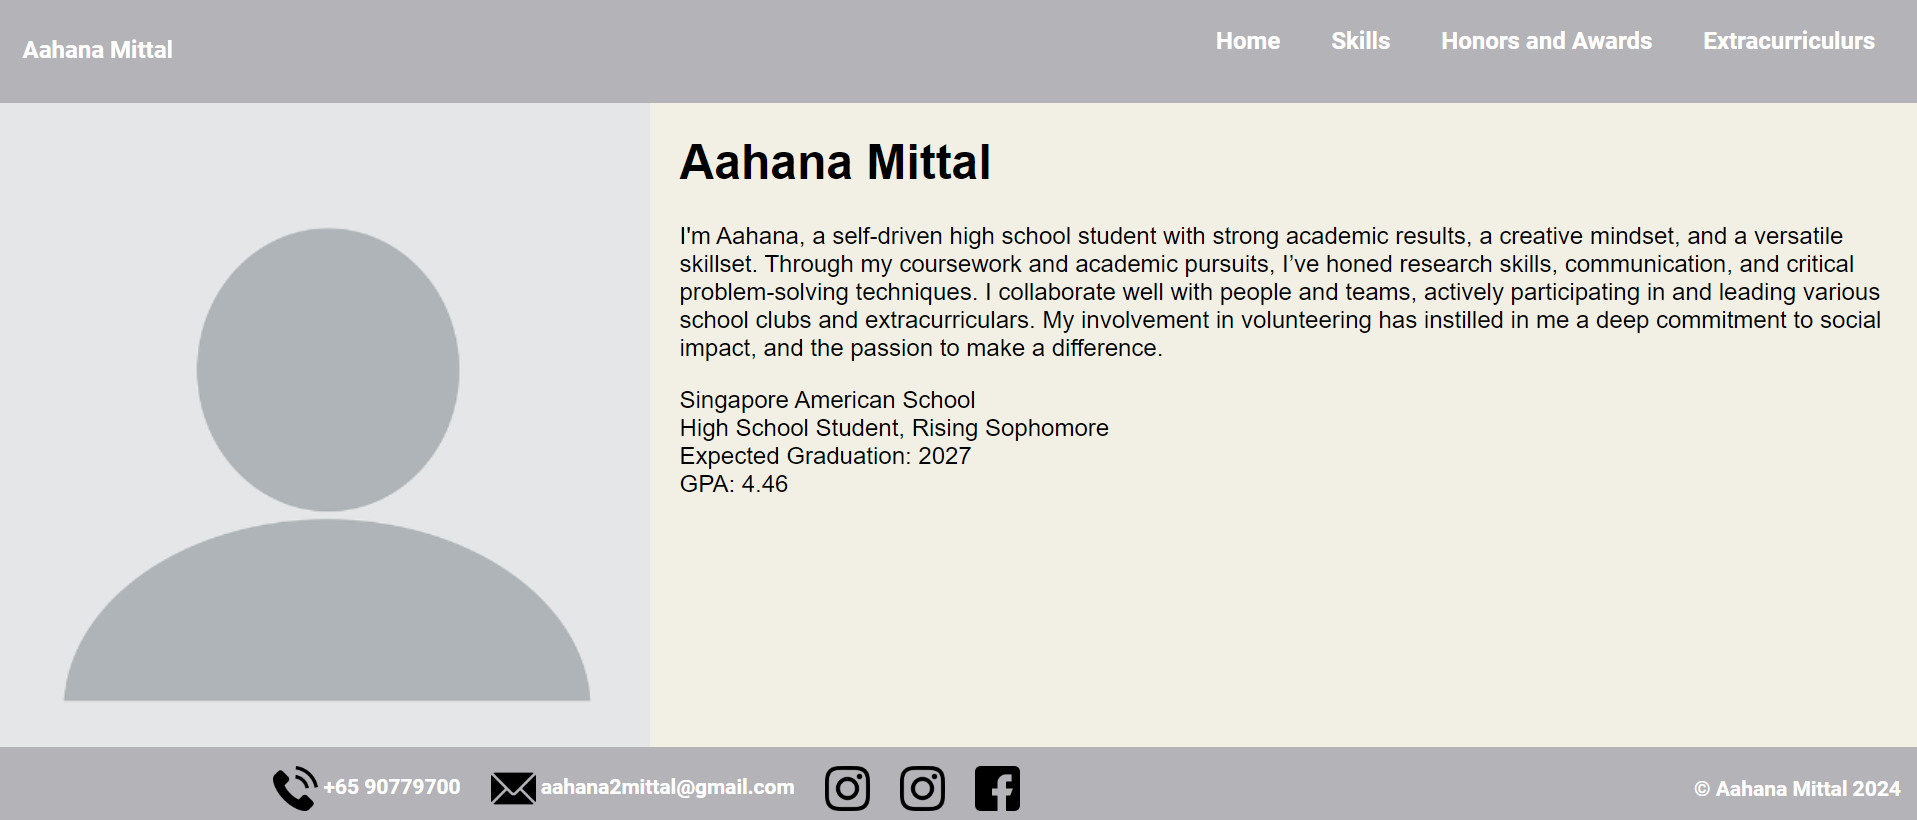 Aahana Mittal
Home Skills Honors and Awards Extracurriculurs
Aahana Mittal
I'm Aahana, a self-driven high school student with strong academic results, a creative mindset, and a versatile
skillset. Through my coursework and academic pursuits, I’ve honed research skills, communication, and critical
problem-solving techniques. I collaborate well with people and teams, actively participating in and leading various
school clubs and extracurriculars. My involvement in volunteering has instilled in me a deep commitment to social
impact, and the passion to make a difference.
Singapore American School
High School Student, Rising Sophomore
Expected Graduation: 2027
GPA: 4.46
+65 90779700 aahana2mittal@gmail.com
© Aahana Mittal 2024